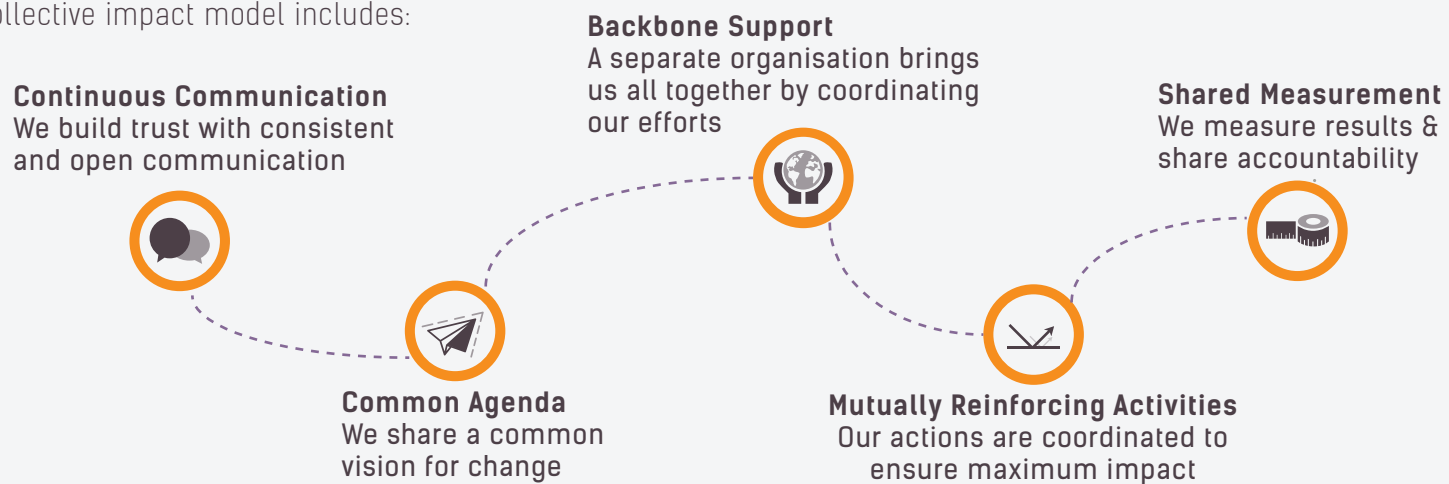 ollective impact model includes:
Continuous Communication
We build trust with consistent
and open communication
Common Agenda
We share a common
vision for change
Backbone Support
A separate organisation brings
us all together by coordinating
our efforts
Mutually Reinforcing Activities
Our actions are coordinated to
ensure maximum impact
Shared Measurement
We measure results &
share accountability